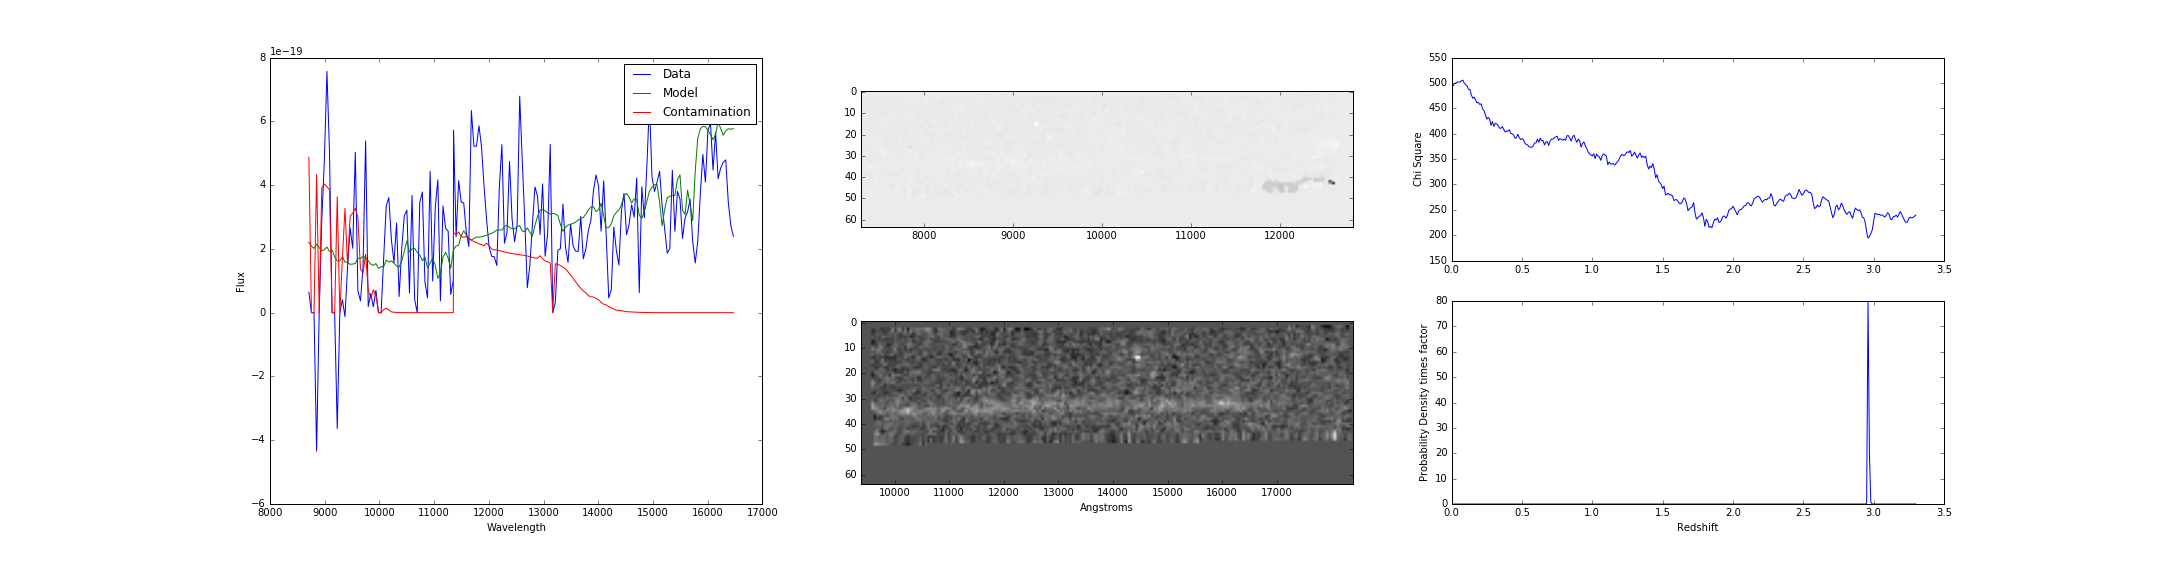 1e−19
8
6
4
2
0
−2
−4
−6
Flux
8000 9000 10000 11000 12000 13000 14000 15000 16000 17000
Wavelength
Data
Model
Contamination
0
10
20
30
40
50
60
8000 9000 10000 11000 12000
0
10
20
30
40
50
60
10000 11000 12000 13000 14000 15000 16000 17000
Angstroms
550
500
450
400
350
300
250
200
150
Chi Square
0.0 0.5 1.0 1.5 2.0 2.5 3.0 3.5
80
70
60
50
40
30
20
10
0
Probability Density times factor
0.0 0.5 1.0 1.5 2.0 2.5 3.0 3.5
Redshift